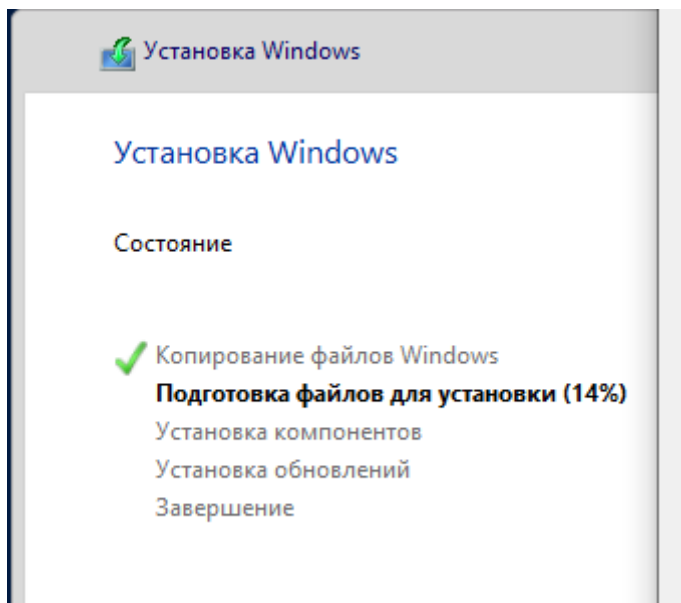 Установка Windows
Установка Windows
Состояние
Копирование файлов Windows
Подготовка файлов для установки (14%)
Установка компонентов
Установка обновлений
Завершение